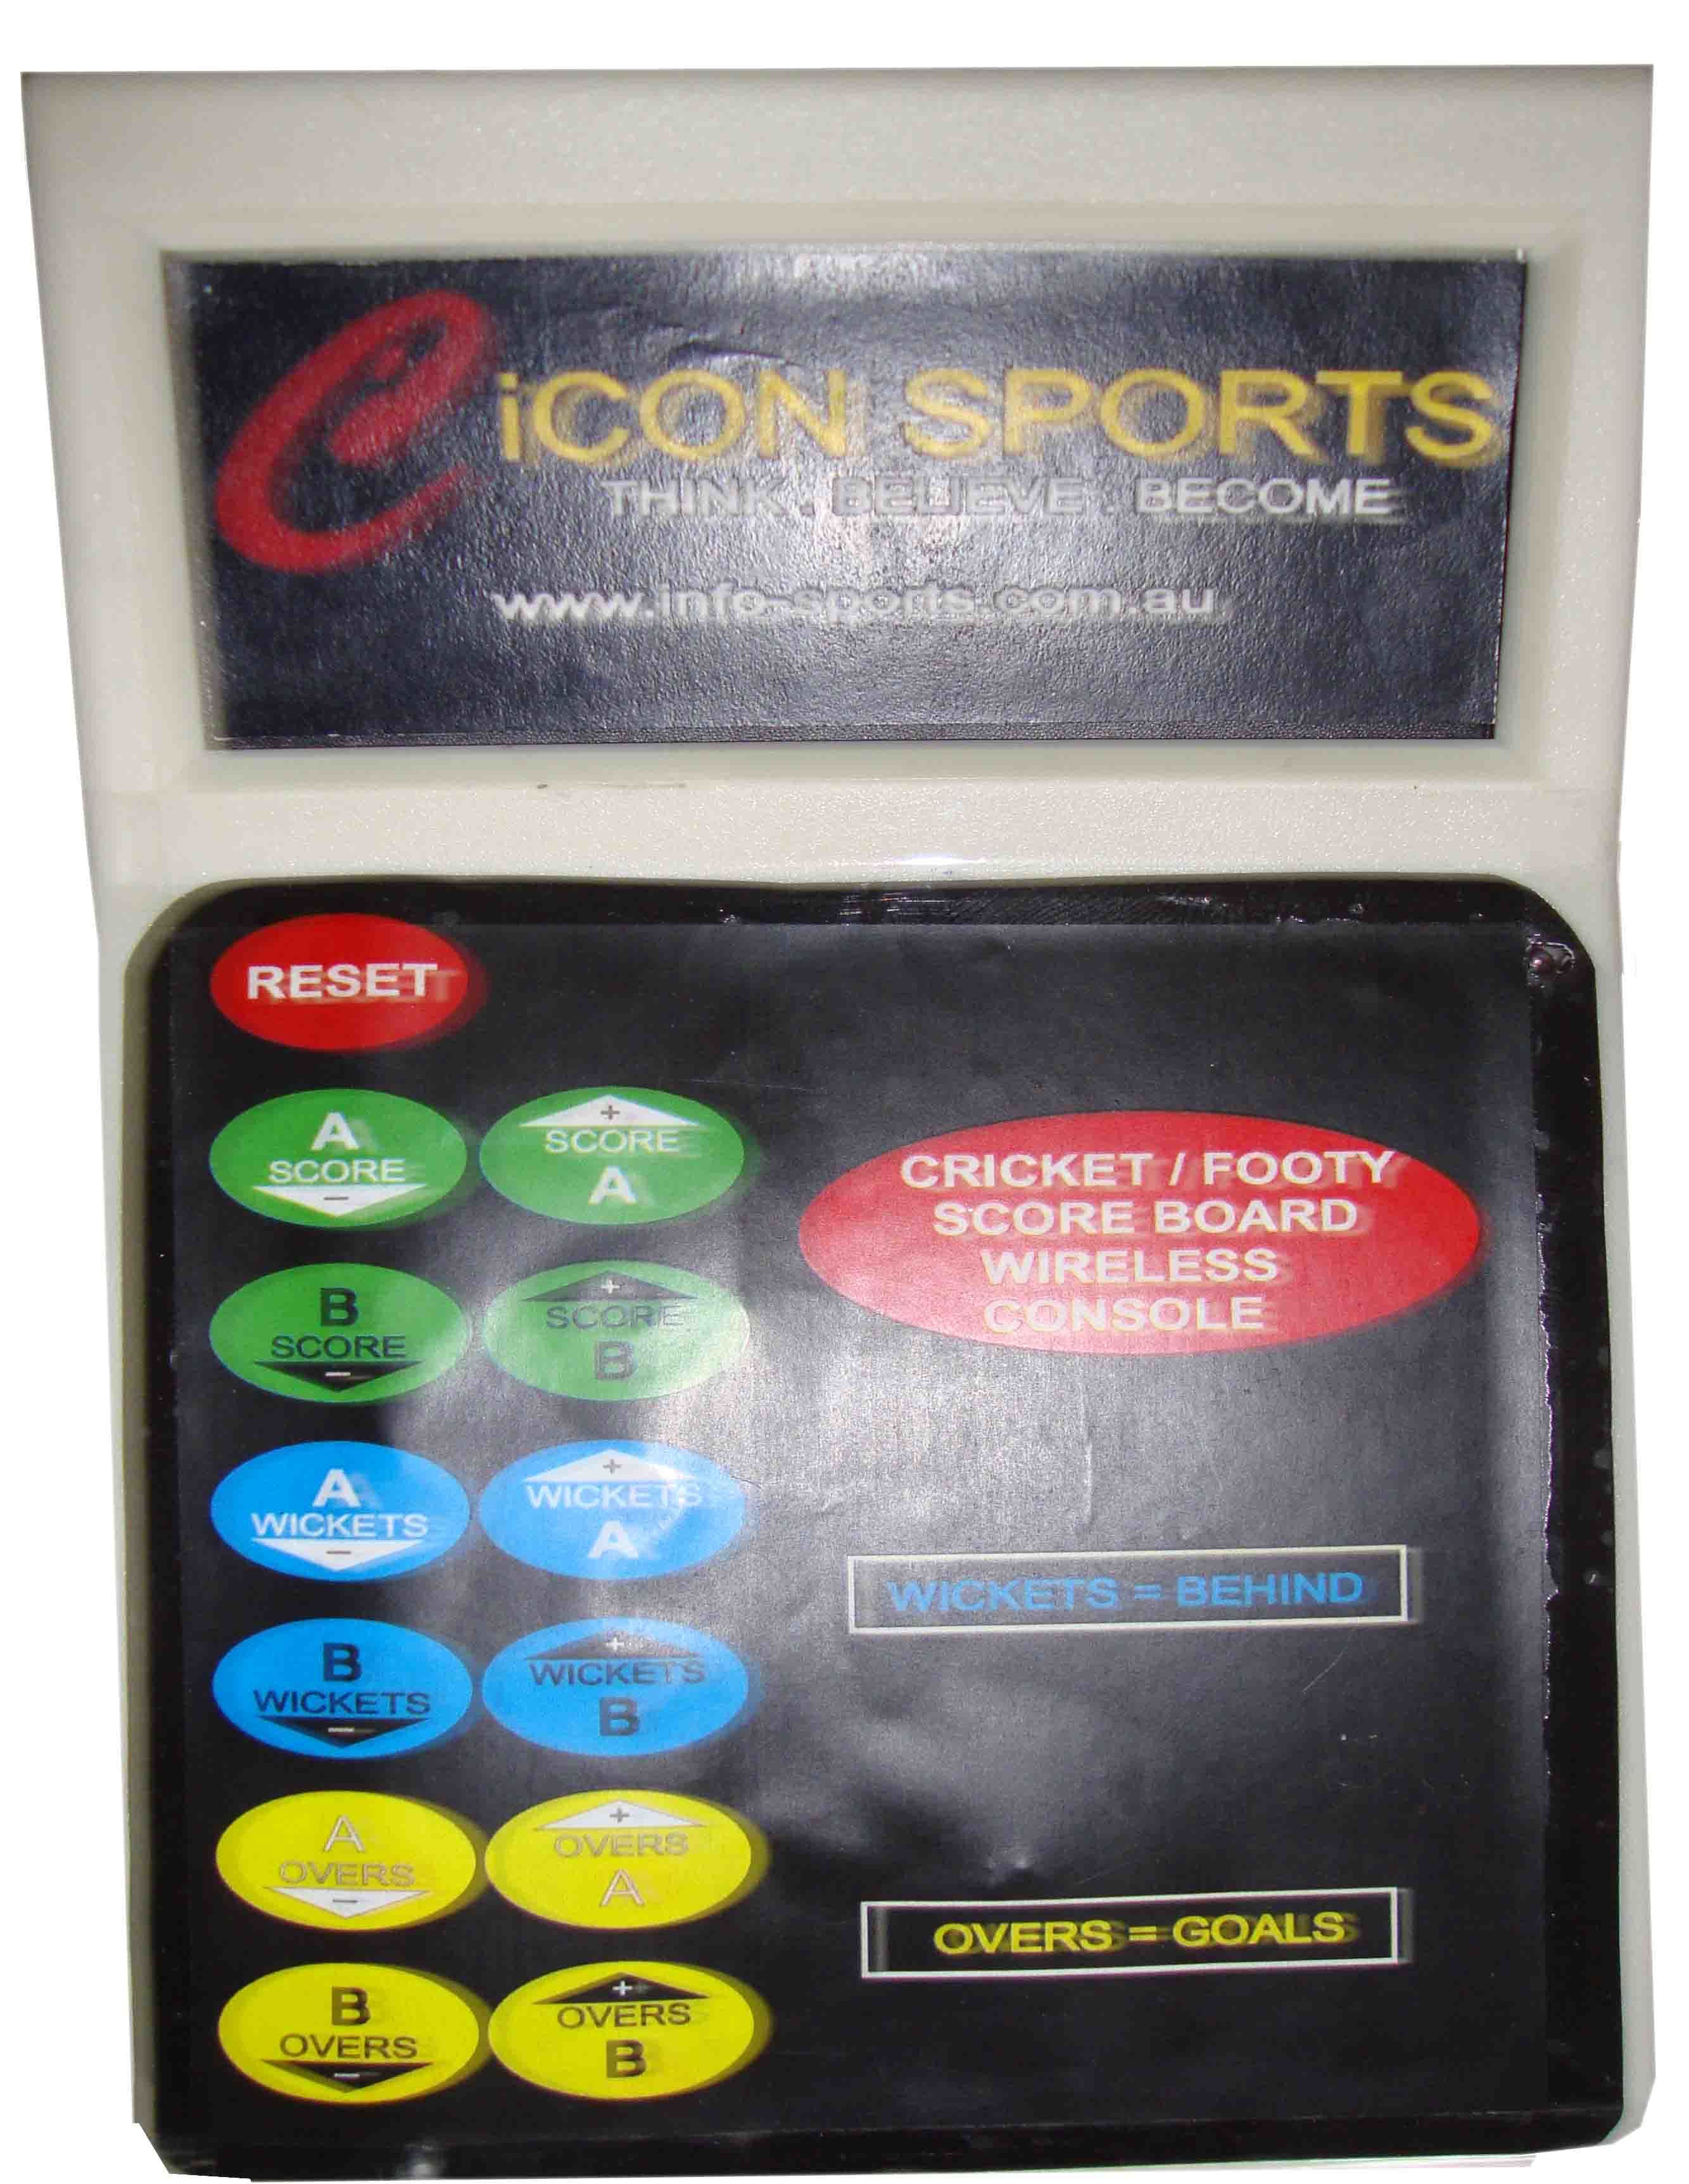 iCON SPORTS
THINK . BELIEVE . BECOME
www.info-sports.com.au
RESET
A
SCORE
-
+
SCORE
A
B
SCORE
-
+
SCORE
B
A
WICKETS
-
+
WICKETS
A
B
WICKETS
-
+
WICKETS
B
A
OVERS
-
+
OVERS
A
B
OVERS
-
+
OVERS
B
CRICKET / FOOTY
SCORE BOARD
WIRELESS
CONSOLE
WICKETS = BEHIND
OVERS = GOALS